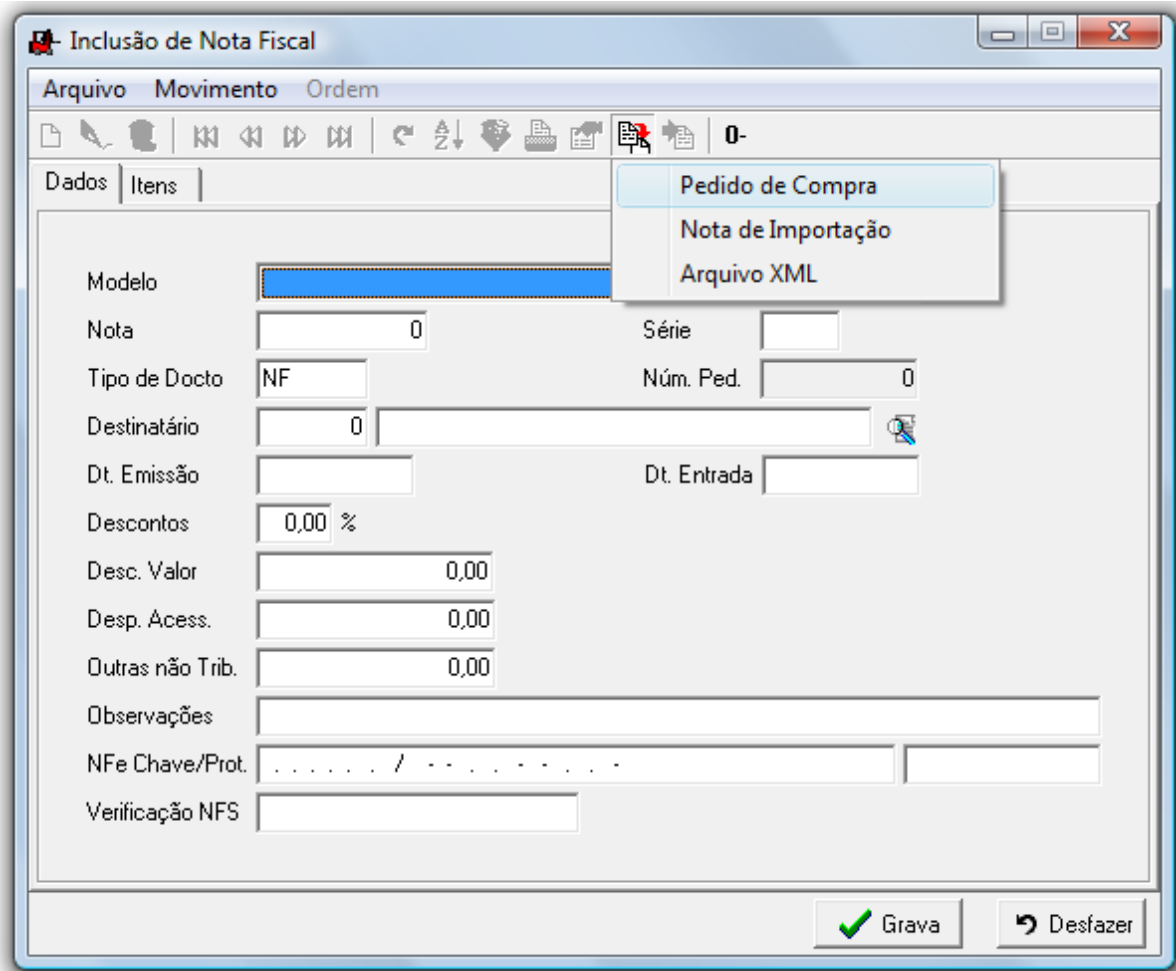 Inclusão de Nota Fiscal
Arquivo Movimento Ordem
0-
Dados Itens
Pedido de Compra
Nota de Importação
Arquivo XML
Modelo
Nota 0 Série
Tipo de Docto NF Núm. Ped. 0
Destinatário 0
Dt. Emissão Dt. Entrada
Descontos 0,00 %
Desc. Valor 0,00
Desp. Acess. 0,00
Outras não Trib. 0,00
Observações
NFe Chave/Prot. . . . . . . / - - . . - - . . . -
Verificação NFS
Grava Desfazer